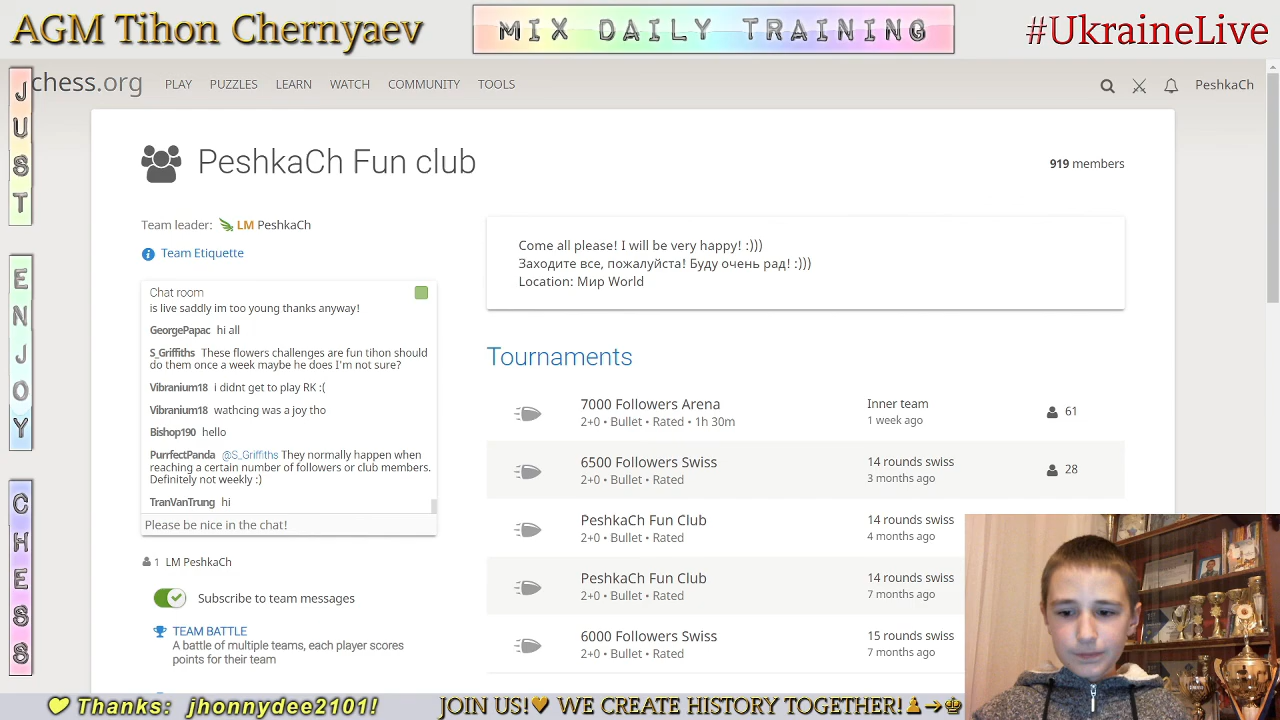 AGM Tihon Chernyaev
MIX DAILY TRAINING
#UkraineLive
JUST
ENJOY
CHESS
chess.org
PLAY PUZZLES LEARN WATCH COMMUNITY TOOLS
PeshkaCh
PeshkaCh Fun club
919 members
Team leader: LM PeshkaCh
Team Etiquette
Come all please! I will be very happy! :)))
Заходите все, пожалуйста! Буду очень рад! :)))
Location: Мир World
Chat room
is live saddly im too young thanks anyway!
GeorgePapac hi all
S_Griffiths These flowers challenges are fun tihon should
do them once a week maybe he does I'm not sure?
Vibranium18 i didnt get to play RK :(
Vibranium18 wathcing was a joy tho
Bishop190 hello
PurrfectPanda @S_Griffiths They normally happen when
reaching a certain number of followers or club members.
Definitely not weekly :)
TranVanTrung hi
Please be nice in the chat!
1 LM PeshkaCh
Subscribe to team messages
TEAM BATTLE
A battle of multiple teams, each player scores
points for their team
Tournaments
7000 Followers Arena Inner team
2+0 • Bullet • Rated • 1h 30m 1 week ago 61
6500 Followers Swiss 14 rounds swiss
2+0 • Bullet • Rated 3 months ago 28
PeshkaCh Fun Club 14 rounds swiss
2+0 • Bullet • Rated 4 months ago
PeshkaCh Fun Club 14 rounds swiss
2+0 • Bullet • Rated 7 months ago
6000 Followers Swiss 15 rounds swiss
2+0 • Bullet • Rated 7 months ago
Thanks: jhonnydee2101!
JOIN US! WE CREATE HISTORY TOGETHER!